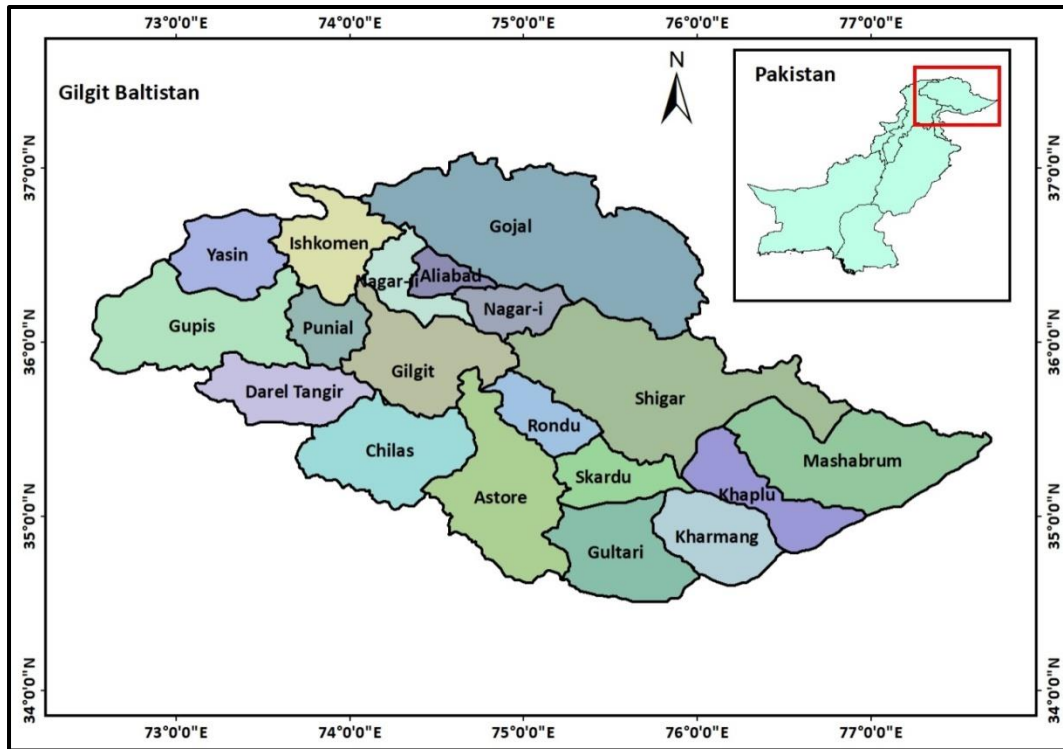 73°0'0"E 74°0'0"E 75°0'0"E 76°0'0"E 77°0'0"E
Gilgit Baltistan
N
Pakistan
37°0'0"N 37°0'0"N
Gojal
Ishkomen
Yasin
Nagar-ii
Aliabad
Nagar-i
Gupis
Punial
36°0'0"N 36°0'0"N
Gilgit
Darel Tangir
Shigar
Rondu
Chilas
Mashabrum
Skardu
Khaplu
Astore
35°0'0"N 35°0'0"N
Kharmang
Gultari
34°0'0"N 34°0'0"N
73°0'0"E 74°0'0"E 75°0'0"E 76°0'0"E 77°0'0"E